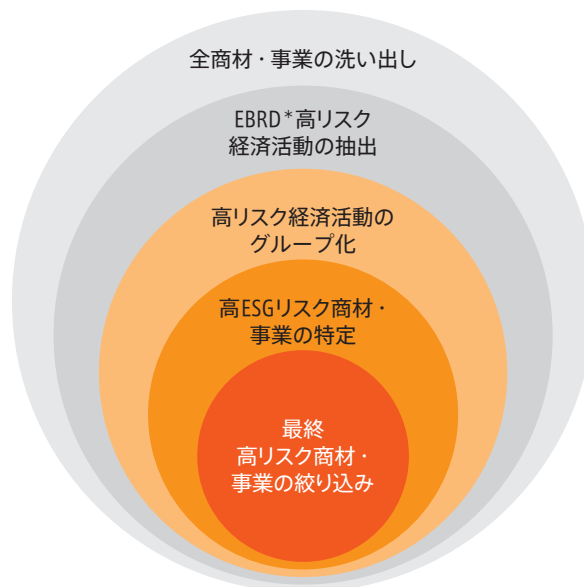 全商材・事業の洗い出し
EBRD*高リスク
経済活動の抽出
高リスク経済活動の
グループ化
高ESGリスク商材・
事業の特定
最終
高リスク商材・
事業の絞り込み